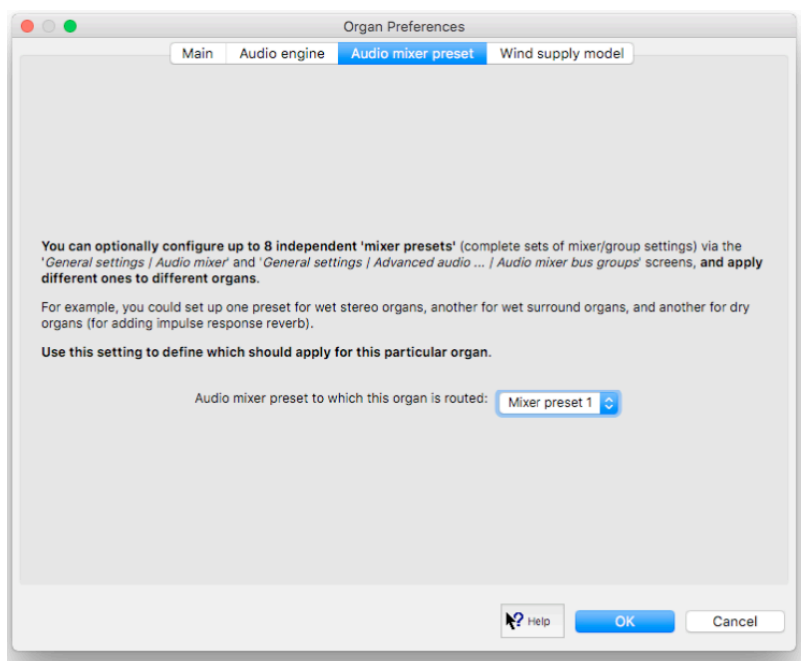 Organ Preferences
Main Audio engine Audio mixer preset Wind supply model
You can optionally configure up to 8 independent 'mixer presets' (complete sets of mixer/group settings) via the
'General settings | Audio mixer' and 'General settings | Advanced audio ... | Audio mixer bus groups' screens, and apply
different ones to different organs.
For example, you could set up one preset for wet stereo organs, another for wet surround organs, and another for dry
organs (for adding impulse response reverb).
Use this setting to define which should apply for this particular organ.
Audio mixer preset to which this organ is routed: Mixer preset 1
Help OK Cancel